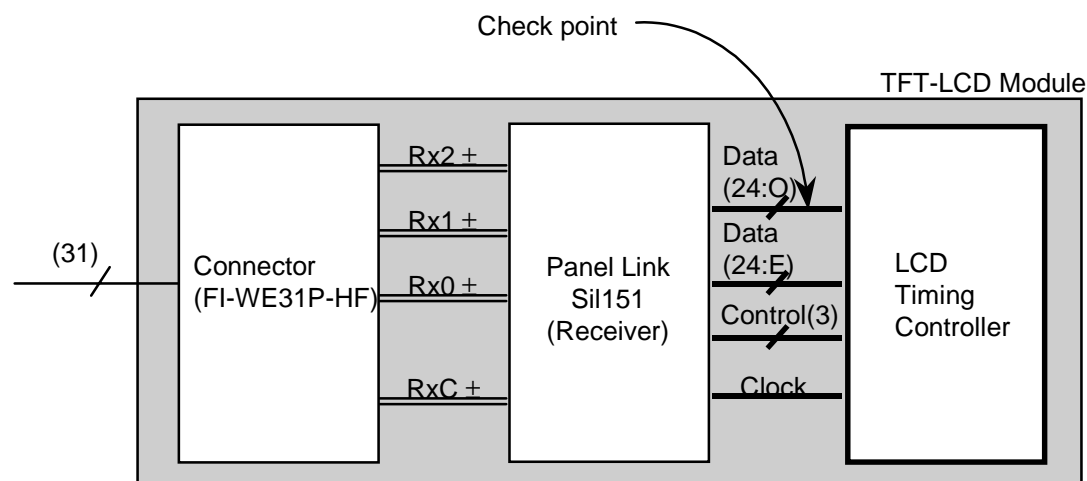 Check point
TFT-LCD Module
Rx2 ±
Rx1 ±
Rx0 ±
RxC ±
(31)
Connector
(FI-WE31P-HF)
Panel Link
SiI151
(Receiver)
Data
(24:O)
Data
(24:E)
Control(3)
Clock
LCD
Timing
Controller